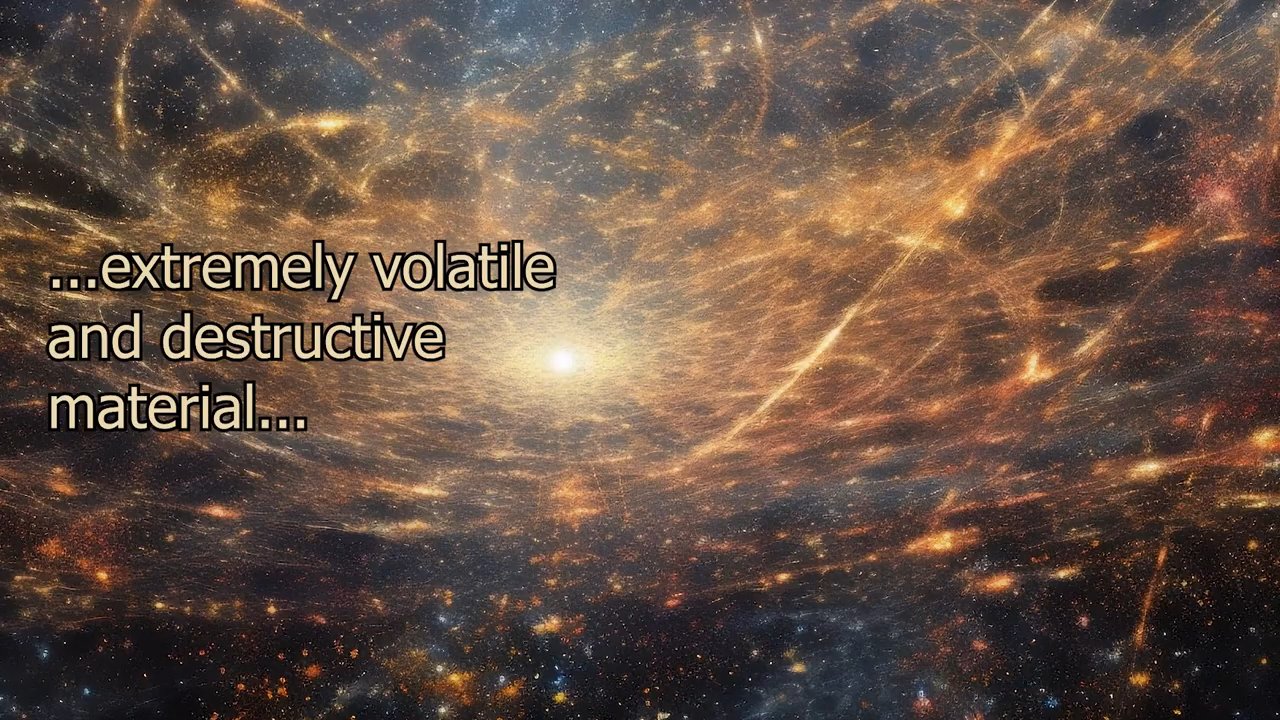 ...extremely volatile
and destructive
material...